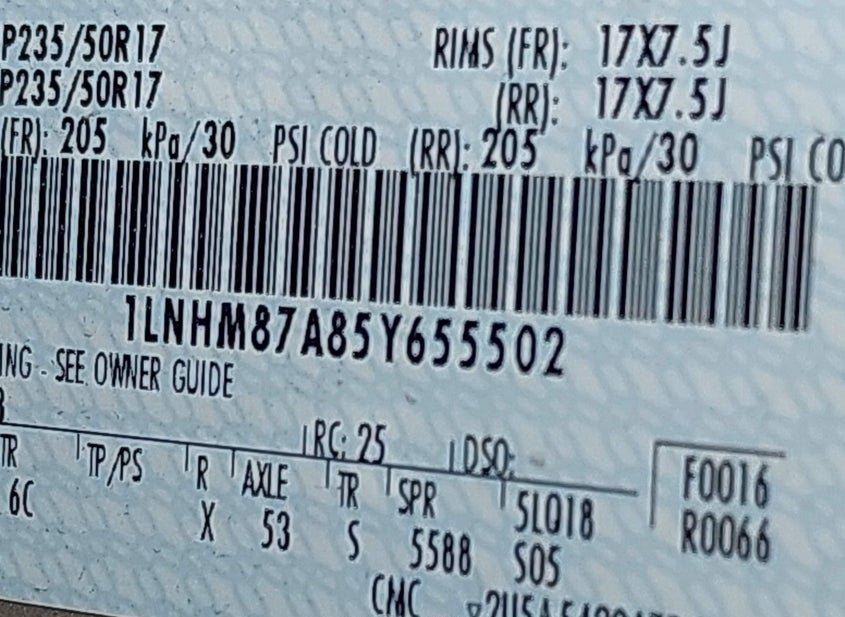 P235/50R17 RIMS (FR): 17X7.5J
P235/50R17 (RR): 17X7.5J
(FR): 205 kPa/30 PSI COLD (RR): 205 kPa/30 PSI CO
1LNHM87A85Y655502
ING - SEE OWNER GUIDE
RC: 25 DSO:
TR TP/PS R AXLE TR SPR SLQ18 F0016
6C X 53 S 5588 S05 R0066
CMC